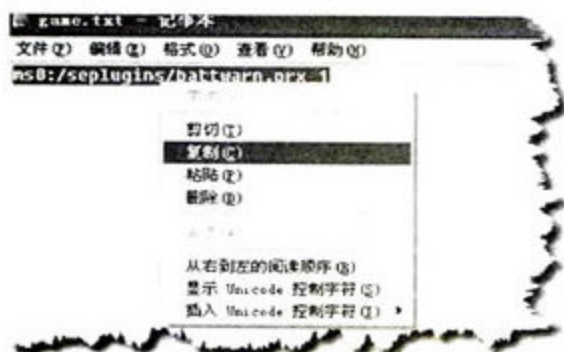 game.txt - 记事本
文件(F) 编辑(E) 格式(O) 查看(V) 帮助(H)
ms0:/seplugins/battwarn.prx 1
剪切(T)
复制(C)
粘贴(P)
删除(D)
从右到左的阅读顺序(R)
显示 Unicode 控制字符(S)
插入 Unicode 控制字符(I)